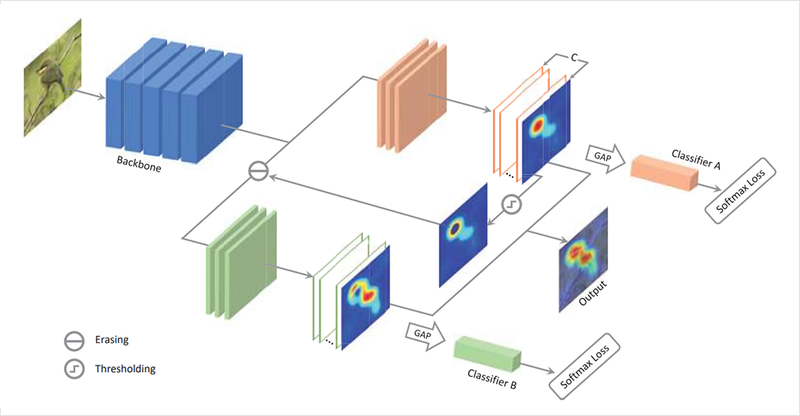 C
GAP
Classifier A
Softmax Loss
Backbone
...
Output
...
GAP
Classifier B
Softmax Loss
Erasing
Thresholding